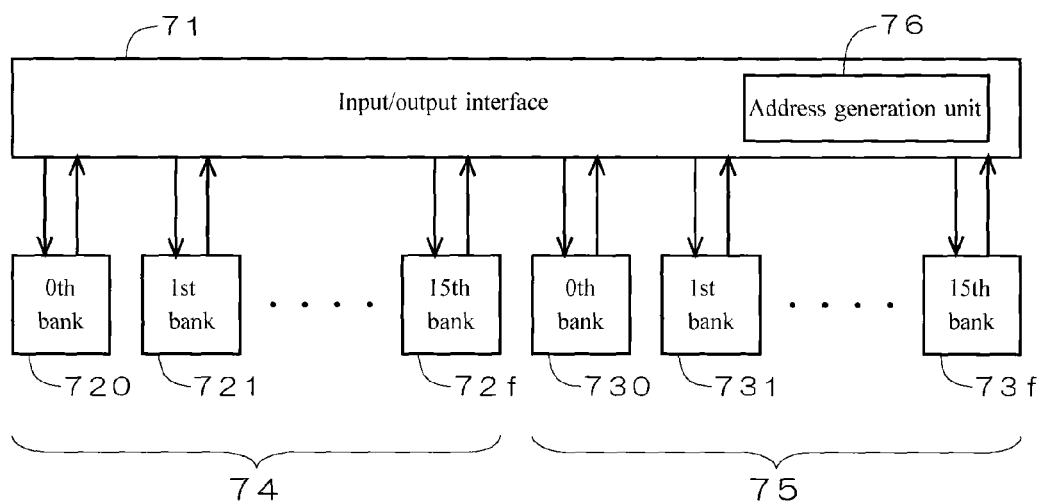 71
76
Input/output interface
Address generation unit
0th
bank
1st
bank
. . . .
15th
bank
0th
bank
1st
bank
. . . .
15th
bank
720
721
72f
730
731
73f
74
75